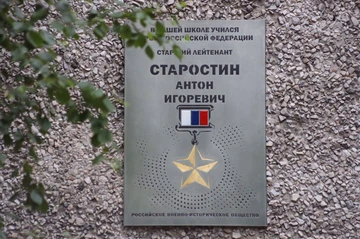 НАШЕЙ ШКОЛЕ УЧИЛСЯ
РОССИЙСКОЙ ФЕДЕРАЦИИ
СТАРШИЙ ЛЕЙТЕНАНТ
СТАРОСТИН
АНТОН
ИГОРЕВИЧ
РОССИЙСКОЕ ВОЕННО-ИСТОРИЧЕСКОЕ ОБЩЕСТВО